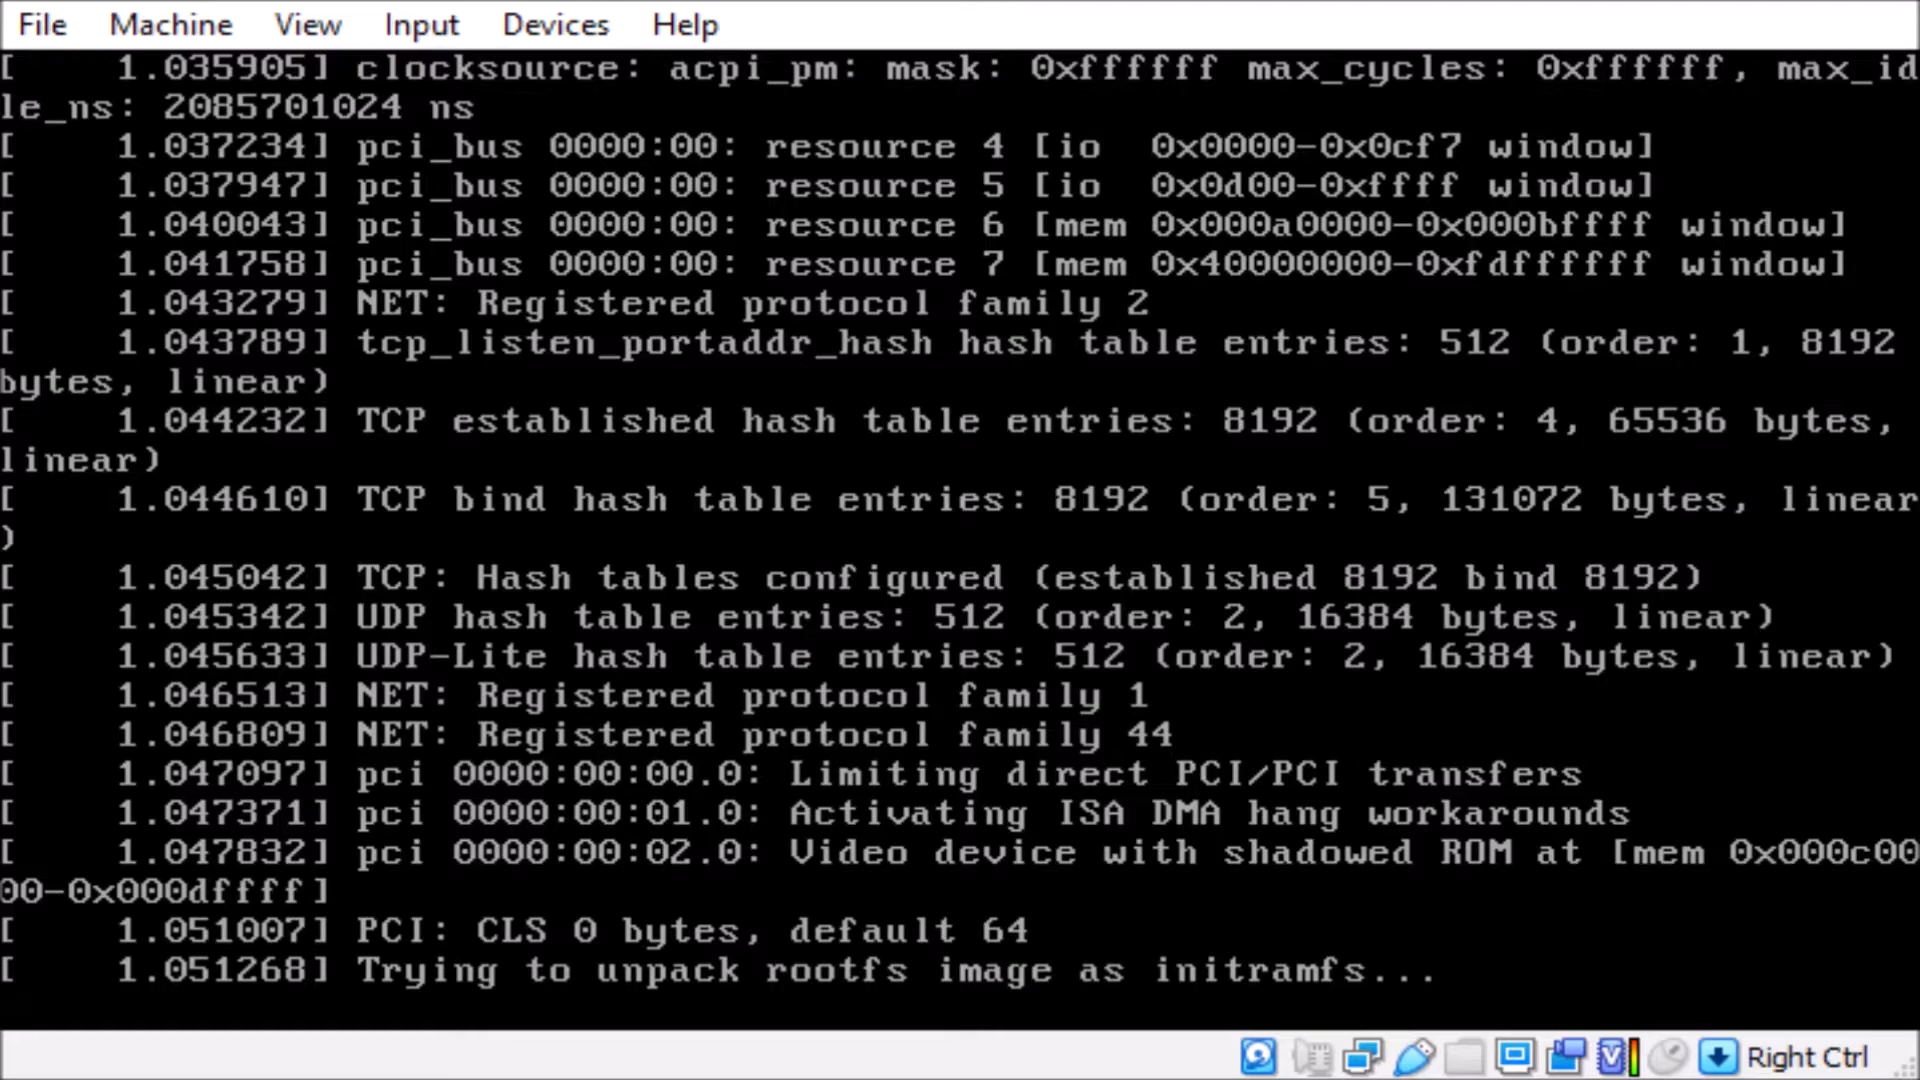 File Machine View Input Devices Help
[    1.035905] clocksource: acpi_pm: mask: 0xffffff max_cycles: 0xffffff, max_id
le_ns: 2085701024 ns
[    1.037234] pci_bus 0000:00: resource 4 [io  0x0000-0x0cf7 window]
[    1.037947] pci_bus 0000:00: resource 5 [io  0x0d00-0xffff window]
[    1.040043] pci_bus 0000:00: resource 6 [mem 0x000a0000-0x000bffff window]
[    1.041758] pci_bus 0000:00: resource 7 [mem 0x40000000-0xfdffffff window]
[    1.043279] NET: Registered protocol family 2
[    1.043789] tcp_listen_portaddr_hash hash table entries: 512 (order: 1, 8192
bytes, linear)
[    1.044232] TCP established hash table entries: 8192 (order: 4, 65536 bytes,
linear)
[    1.044610] TCP bind hash table entries: 8192 (order: 5, 131072 bytes, linear
)
[    1.045042] TCP: Hash tables configured (established 8192 bind 8192)
[    1.045342] UDP hash table entries: 512 (order: 2, 16384 bytes, linear)
[    1.045633] UDP-Lite hash table entries: 512 (order: 2, 16384 bytes, linear)
[    1.046513] NET: Registered protocol family 1
[    1.046809] NET: Registered protocol family 44
[    1.047097] pci 0000:00:00.0: Limiting direct PCI/PCI transfers
[    1.047371] pci 0000:00:01.0: Activating ISA DMA hang workarounds
[    1.047832] pci 0000:00:02.0: Video device with shadowed ROM at [mem 0x000c00
00-0x000dffff]
[    1.051007] PCI: CLS 0 bytes, default 64
[    1.051268] Trying to unpack rootfs image as initramfs...
Right Ctrl